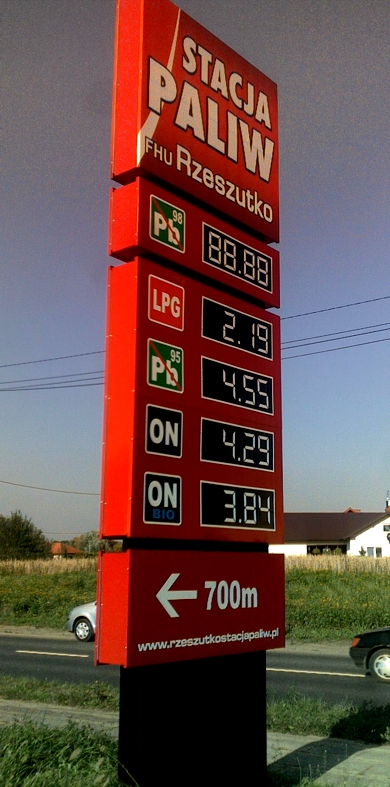 STACJA
PALIW
FHU Rzeszutko
Pb 98 88.88
LPG 2.19
Pb 95 4.55
ON 4.29
ON BIO 3.84
← 700m
www.rzeszutkostacjapaliw.pl